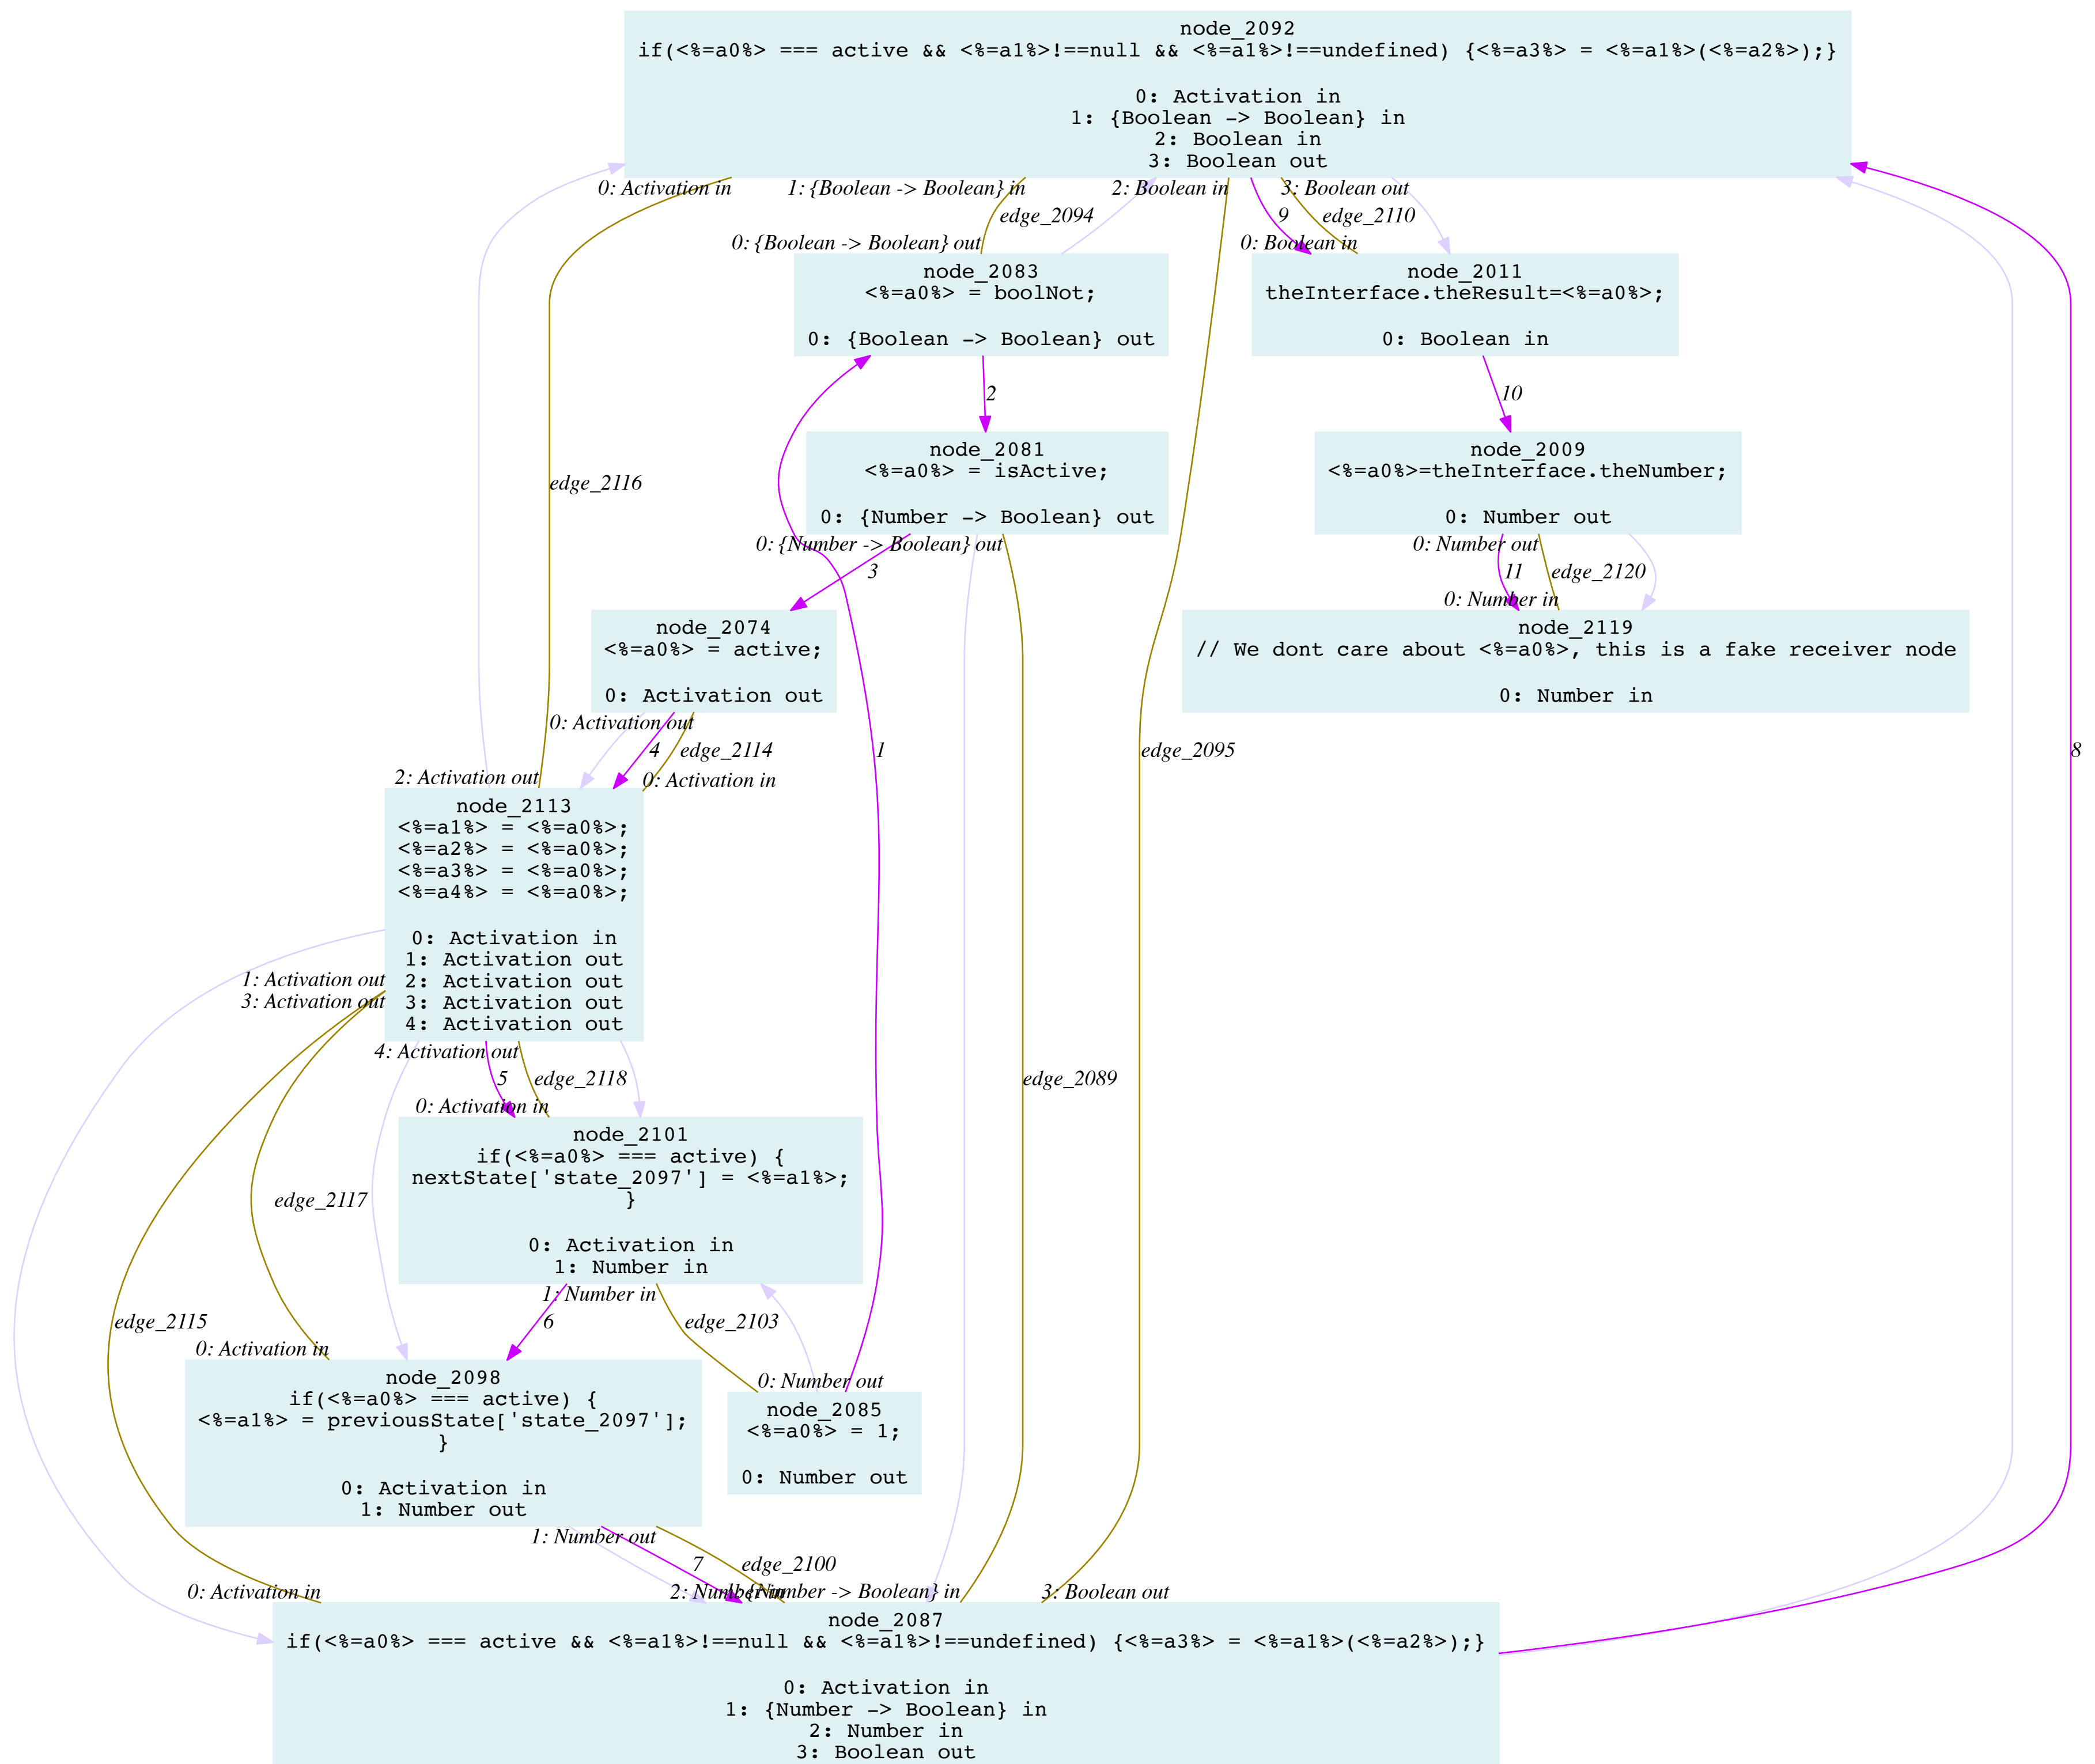 node_2092
if(<%=a0%> === active && <%=a1%>!==null && <%=a1%>!==undefined) {<%=a3%> = <%=a1%>(<%=a2%>);}
0: Activation in
1: {Boolean -> Boolean} in
2: Boolean in
3: Boolean out
0: Activation in
1: {Boolean -> Boolean} in
2: Boolean in
3: Boolean out
edge_2094
9
edge_2110
0: {Boolean -> Boolean} out
0: Boolean in
node_2083
<%=a0%> = boolNot;
0: {Boolean -> Boolean} out
node_2011
theInterface.theResult=<%=a0%>;
0: Boolean in
2
10
node_2081
<%=a0%> = isActive;
0: {Number -> Boolean} out
node_2009
<%=a0%>=theInterface.theNumber;
0: Number out
edge_2116
0: {Number -> Boolean} out
0: Number out
3
11
edge_2120
0: Number in
node_2074
<%=a0%> = active;
0: Activation out
node_2119
// We dont care about <%=a0%>, this is a fake receiver node
0: Number in
0: Activation out
4
edge_2114
1
edge_2095
8
2: Activation out
0: Activation in
node_2113
<%=a1%> = <%=a0%>;
<%=a2%> = <%=a0%>;
<%=a3%> = <%=a0%>;
<%=a4%> = <%=a0%>;
0: Activation in
1: Activation out
2: Activation out
3: Activation out
4: Activation out
1: Activation out
3: Activation out
4: Activation out
5
edge_2118
edge_2089
0: Activation in
node_2101
if(<%=a0%> === active) {
nextState['state_2097'] = <%=a1%>;
}
0: Activation in
1: Number in
edge_2117
1: Number in
edge_2115
6
edge_2103
0: Activation in
0: Number out
node_2098
if(<%=a0%> === active) {
<%=a1%> = previousState['state_2097'];
}
0: Activation in
1: Number out
node_2085
<%=a0%> = 1;
0: Number out
1: Number out
7
edge_2100
0: Activation in
2: Number in
1: {Number -> Boolean} in
3: Boolean out
node_2087
if(<%=a0%> === active && <%=a1%>!==null && <%=a1%>!==undefined) {<%=a3%> = <%=a1%>(<%=a2%>);}
0: Activation in
1: {Number -> Boolean} in
2: Number in
3: Boolean out